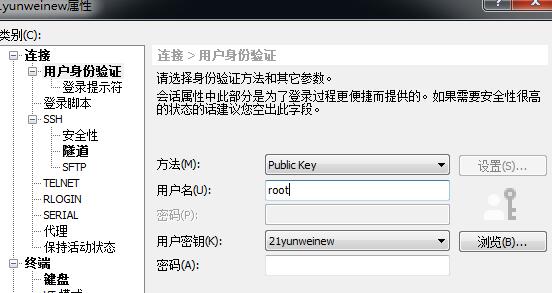 1yunweinew属性
类别(C):
连接
用户身份验证
登录提示符
登录脚本
SSH
安全性
隧道
SFTP
TELNET
RLOGIN
SERIAL
代理
保持活动状态
终端
键盘
连接 > 用户身份验证
请选择身份验证方法和其它参数。
会话属性中此部分是为了登录过程更便捷而提供的。如果需要安全性很高
的状态的话建议您空出此字段。
方法(M): Public Key 设置(S)...
用户名(U): root
密码(P):
用户密钥(K): 21yunweinew 浏览(B)...
密码(A):